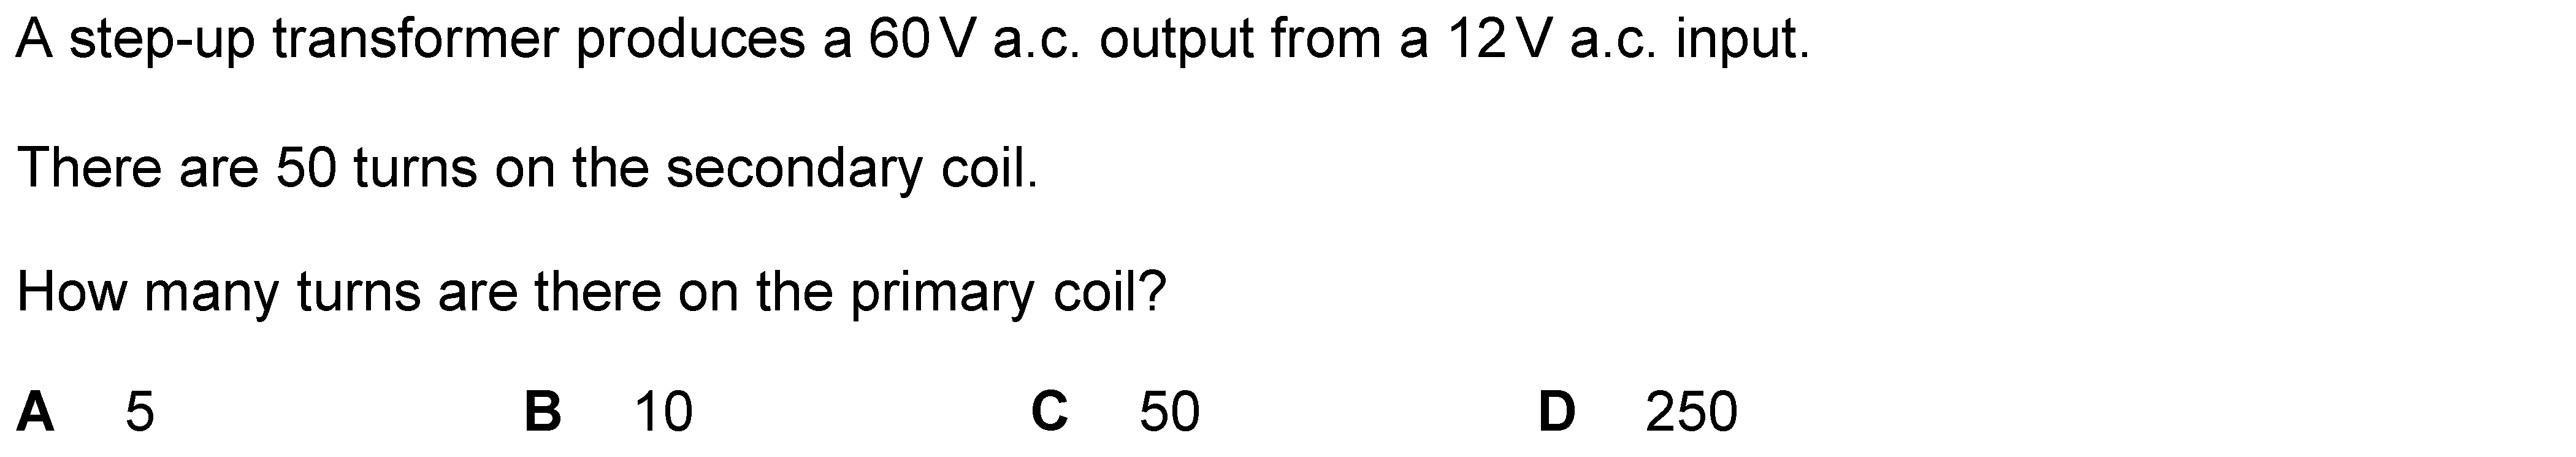 A step-up transformer produces a 60 V a.c. output from a 12 V a.c. input.
There are 50 turns on the secondary coil.
How many turns are there on the primary coil?
A 5 B 10 C 50 D 250